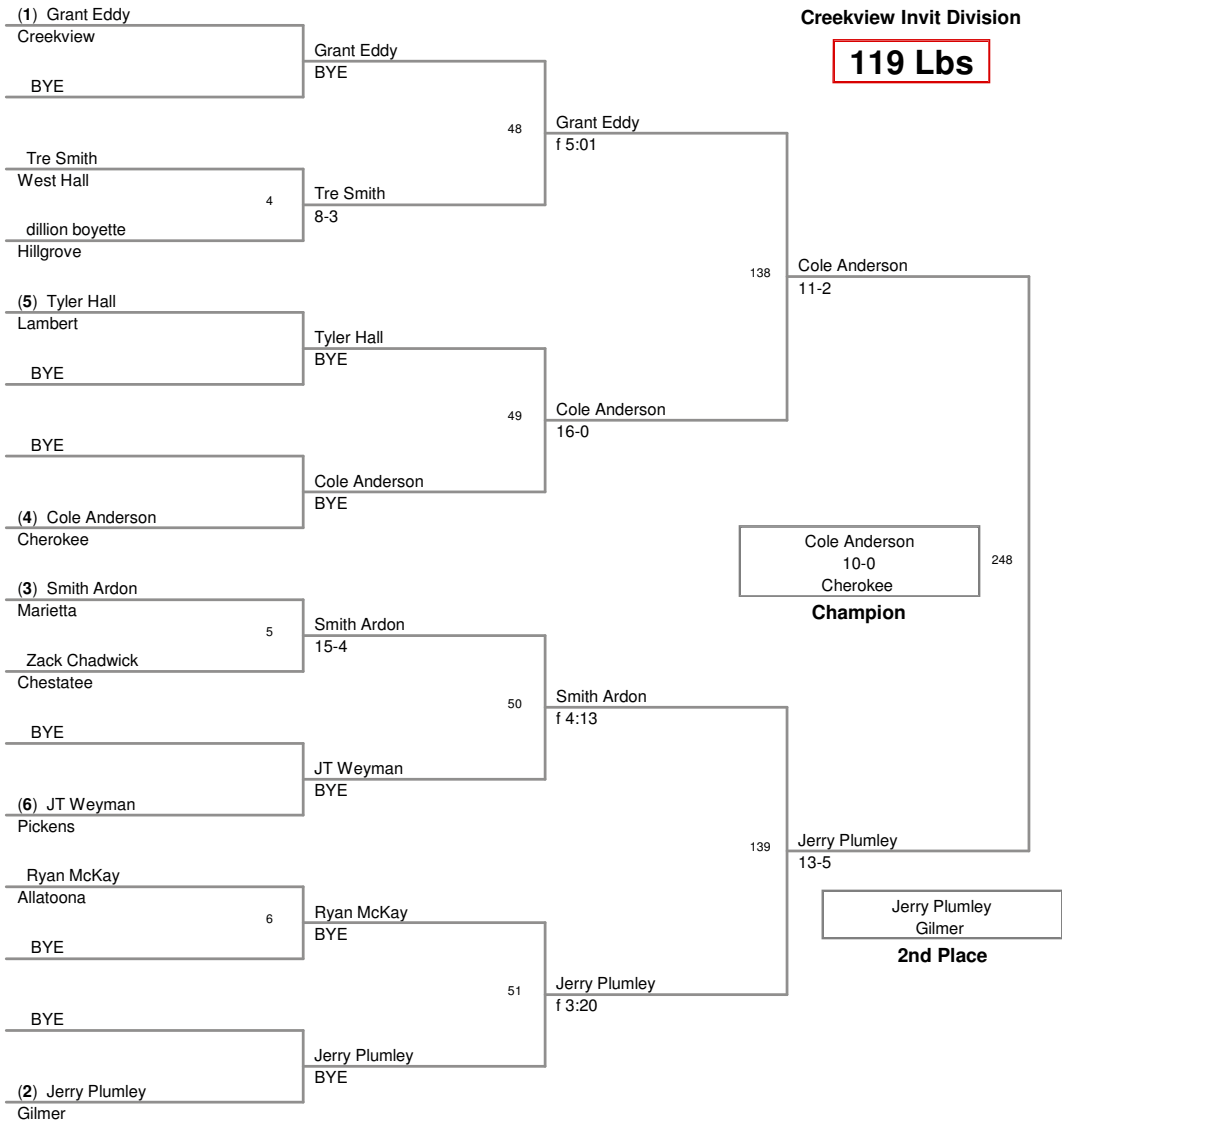 (1) Grant Eddy
Creekview
BYE
Tre Smith
West Hall
4
dillion boyette
Hillgrove
(5) Tyler Hall
Lambert
BYE
BYE
(4) Cole Anderson
Cherokee
(3) Smith Ardon
Marietta
5
Zack Chadwick
Chestatee
BYE
(6) JT Weyman
Pickens
Ryan McKay
Allatoona
6
BYE
BYE
(2) Jerry Plumley
Gilmer
Grant Eddy
BYE
48
Tre Smith
8-3
Tyler Hall
BYE
49
Cole Anderson
BYE
Smith Ardon
15-4
50
JT Weyman
BYE
Ryan McKay
BYE
51
Jerry Plumley
BYE
Grant Eddy
f 5:01
138
Cole Anderson
16-0
Smith Ardon
f 4:13
139
Jerry Plumley
f 3:20
Creekview Invit Division
119 Lbs
Cole Anderson
11-2
Cole Anderson
10-0
Cherokee
248
Champion
Jerry Plumley
13-5
Jerry Plumley
Gilmer
2nd Place